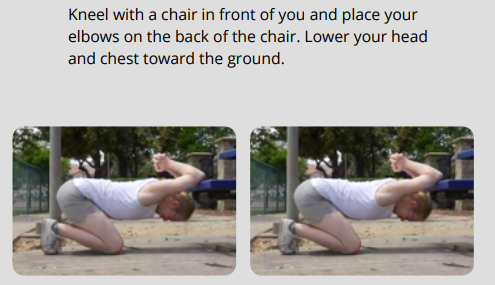 Kneel with a chair in front of you and place your
elbows on the back of the chair. Lower your head
and chest toward the ground.